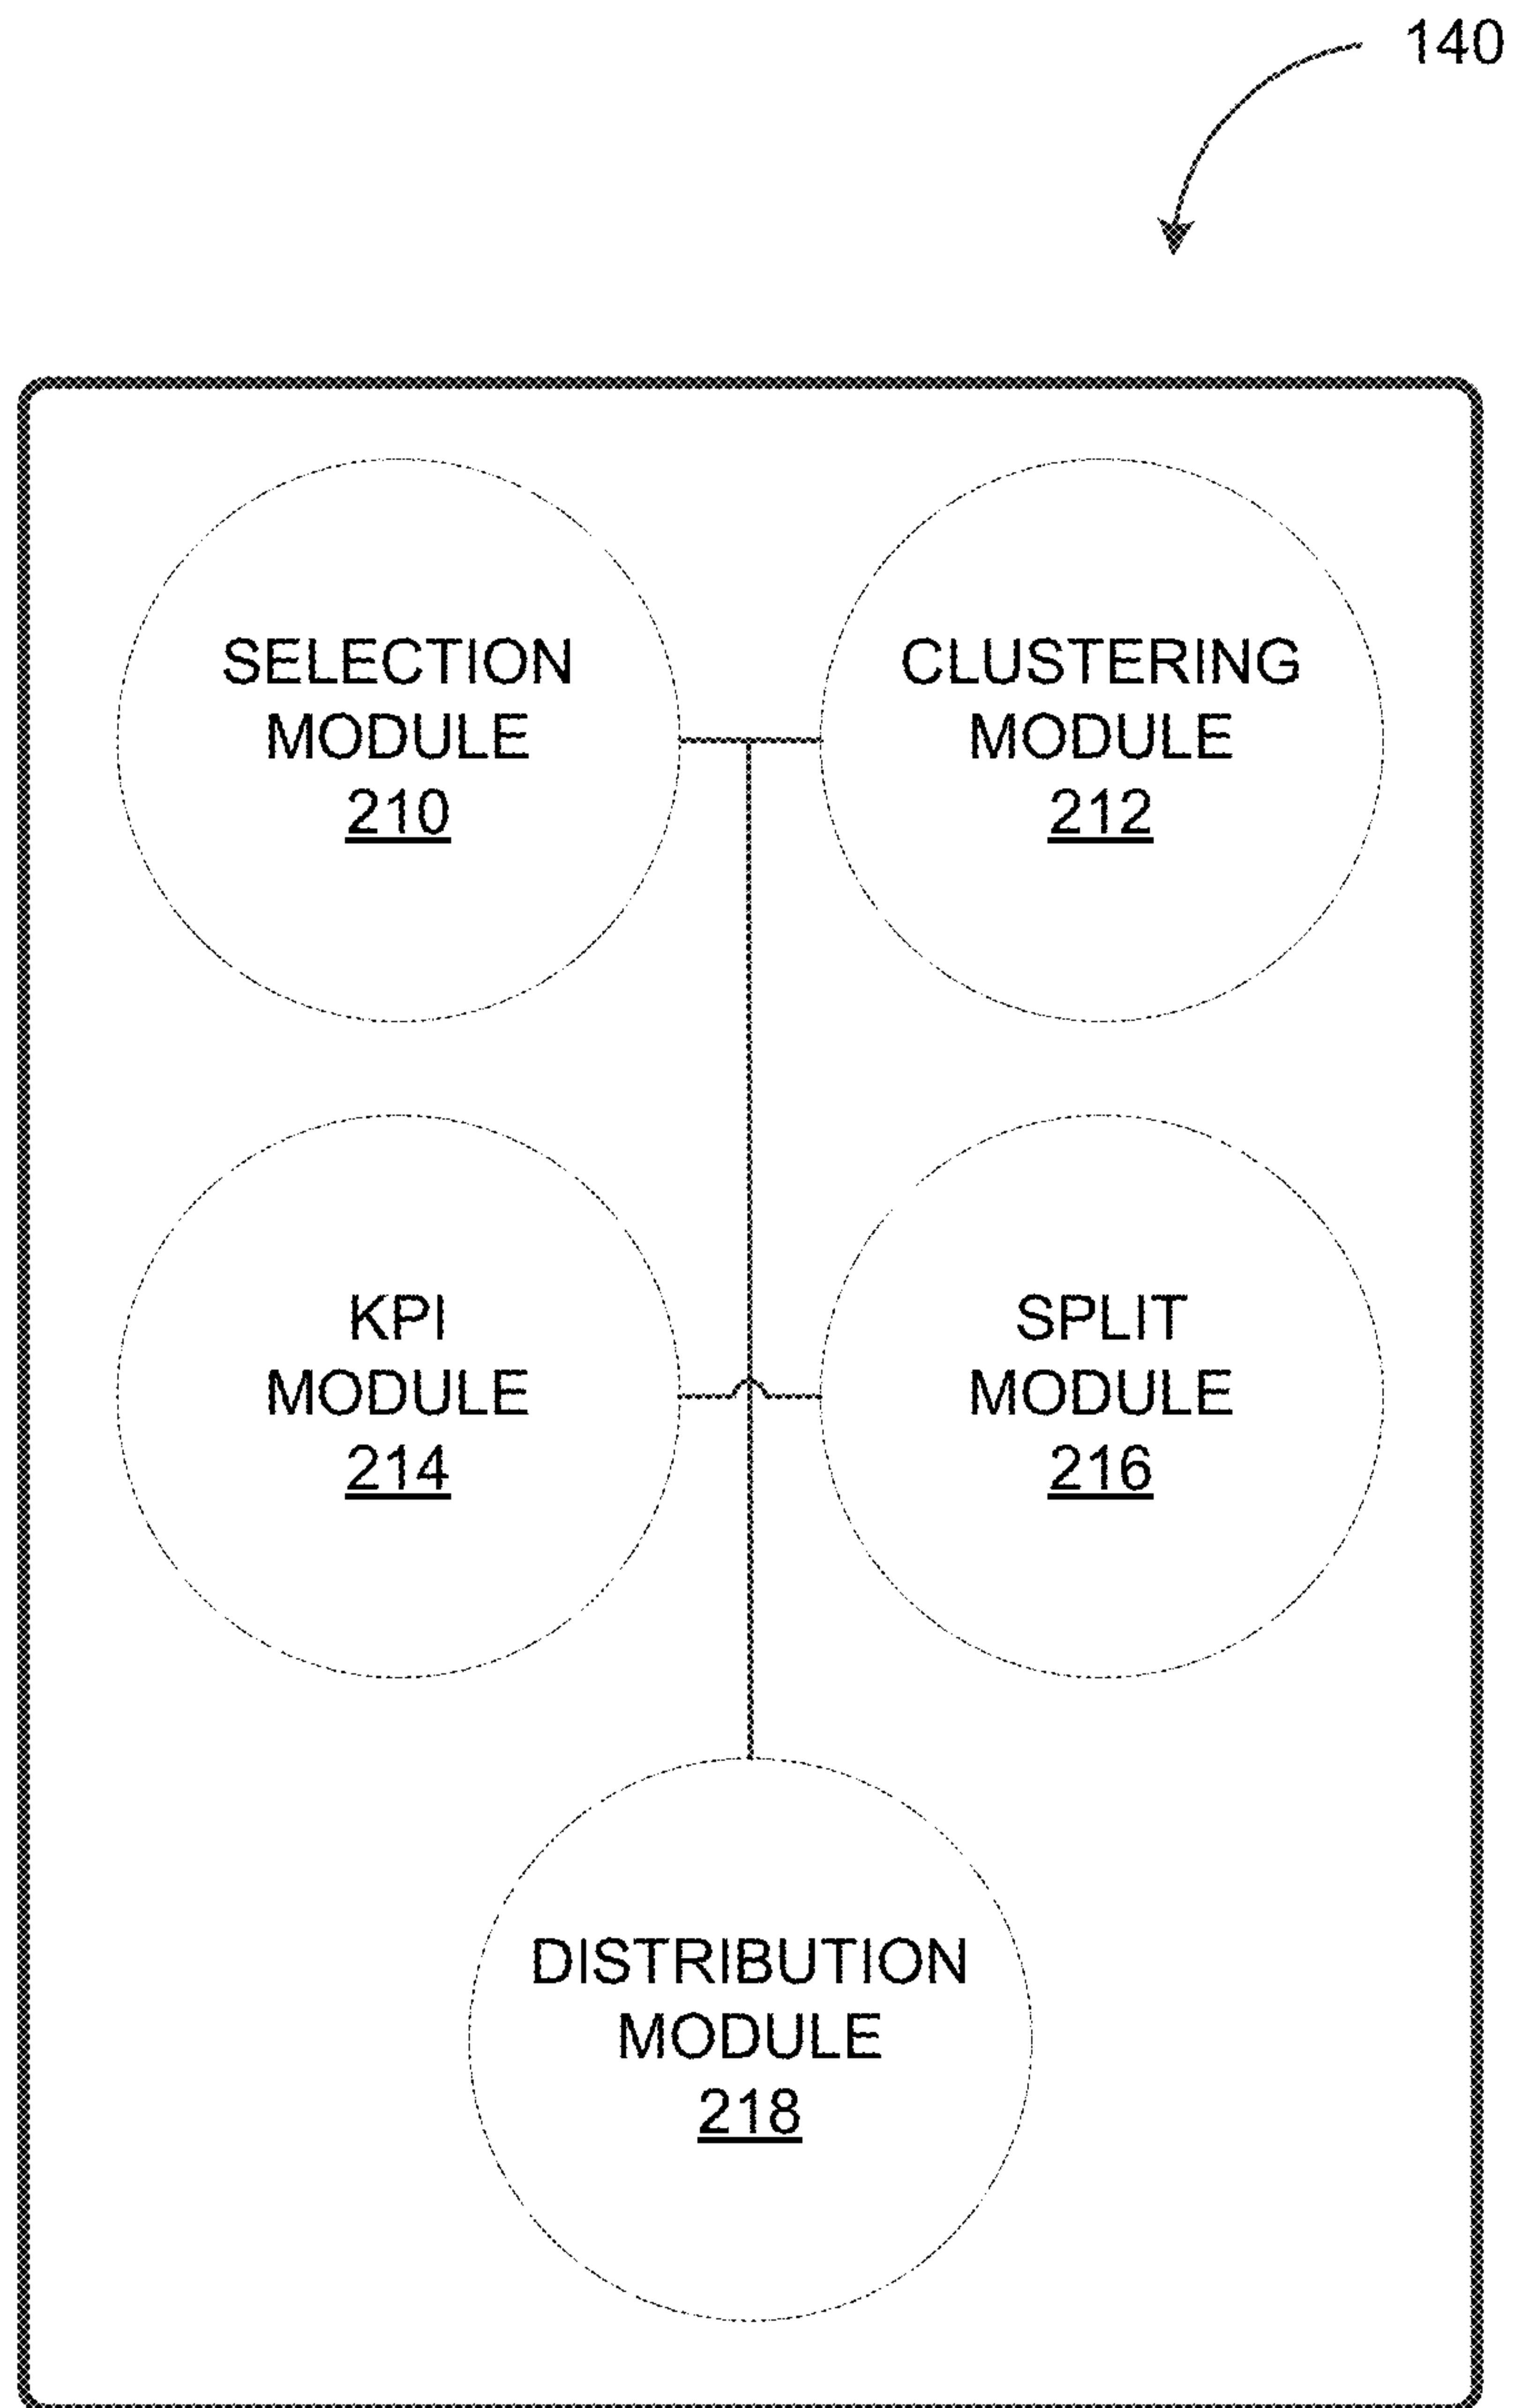 140
SELECTION
MODULE
210
CLUSTERING
MODULE
212
KPI
MODULE
214
SPLIT
MODULE
216
DISTRIBUTION
MODULE
218